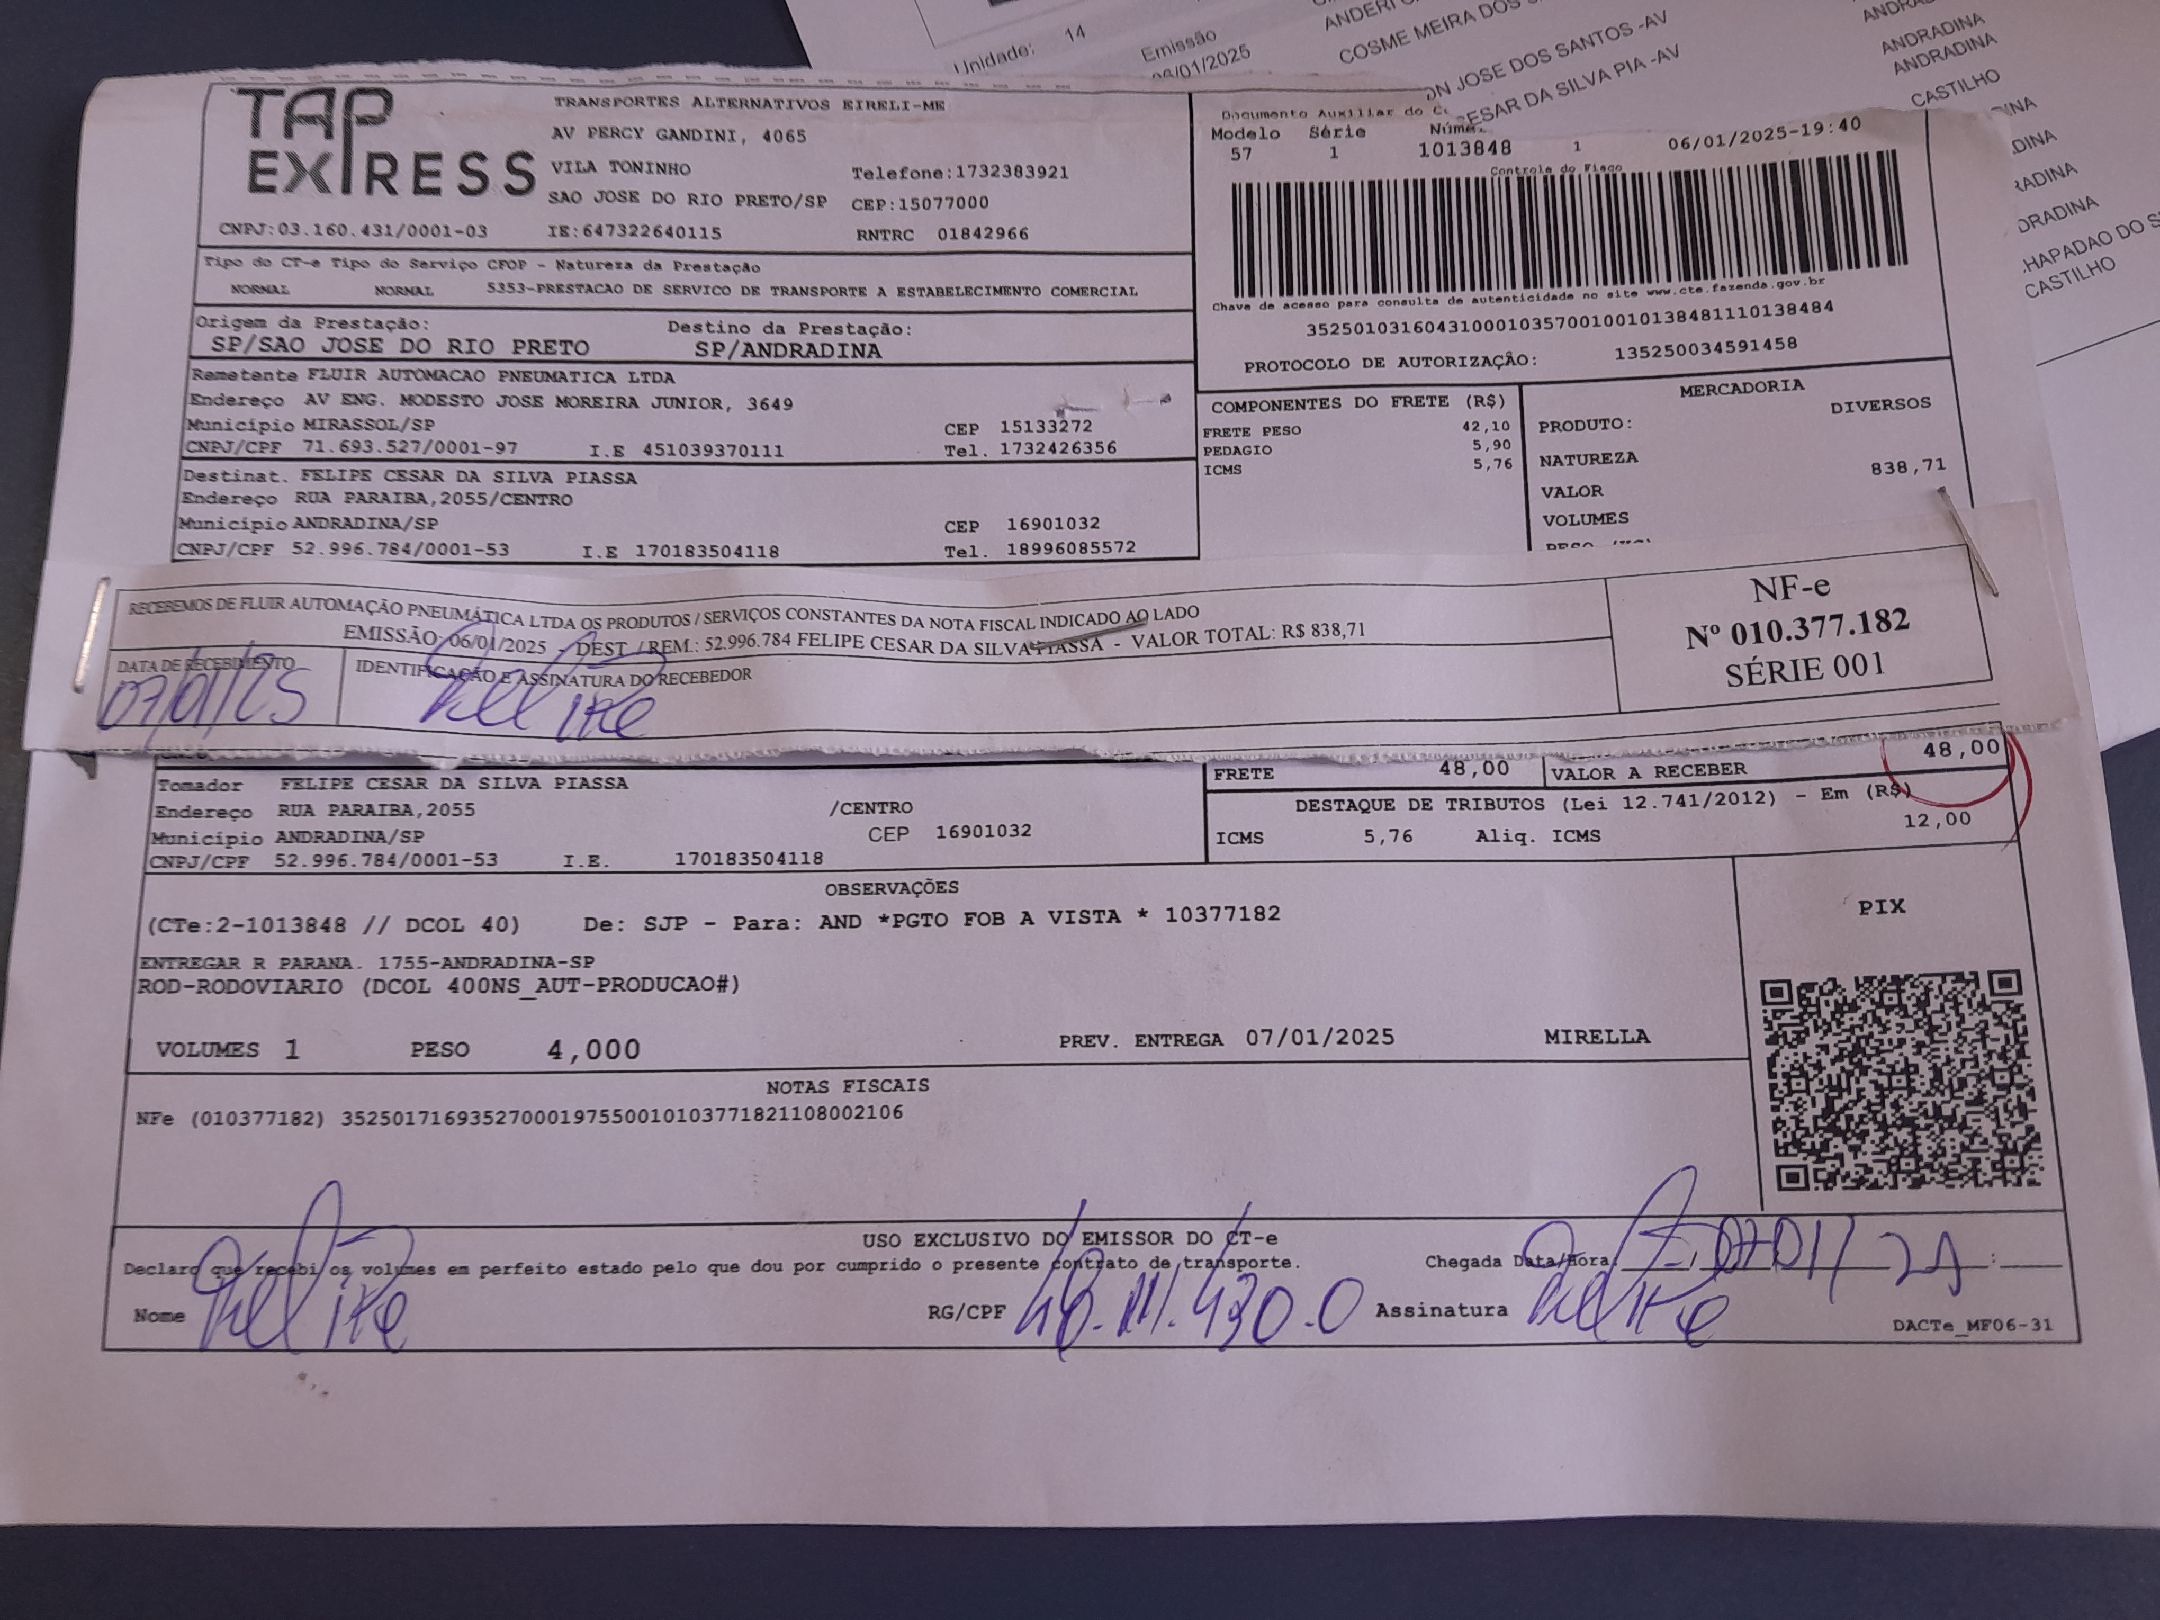 Unidade: 14
Emissão
06/01/2025
COSME MEIRA DOS
JOSE DOS SANTOS -AV
ESAR DA SILVA PIA -AV
ANDRADINA
ANDRADINA
CASTILHO
CASTILHO
TAP EXPRESS
TRANSPORTES ALTERNATIVOS EIRELI-ME
AV PERCY GANDINI, 4065
VILA TONINHO Telefone:1732383921
SAO JOSE DO RIO PRETO/SP CEP:15077000
CNPJ:03.160.431/0001-03 IE:647322640115 RNTRC 01842966
Documento Auxiliar do
Modelo Série
57 1 1013848 1 06/01/2025-19:40
Controle do Fisco
Chave de acesso para consulta de autenticidade no site www.cte.fazenda.gov.br
35250103160431000103570010010138481110138484
PROTOCOLO DE AUTORIZAÇÃO: 135250034591458
Tipo do CT-e Tipo do Serviço CFOP - Natureza da Prestação
NORMAL NORMAL 5353-PRESTACAO DE SERVICO DE TRANSPORTE A ESTABELECIMENTO COMERCIAL
Origem da Prestação: Destino da Prestação:
SP/SAO JOSE DO RIO PRETO SP/ANDRADINA
Remetente FLUIR AUTOMACAO PNEUMATICA LTDA
Endereço AV ENG. MODESTO JOSE MOREIRA JUNIOR, 3649
Município MIRASSOL/SP CEP 15133272
CNPJ/CPF 71.693.527/0001-97 I.E 451039370111 Tel. 1732426356
Destinat. FELIPE CESAR DA SILVA PIASSA
Endereço RUA PARAIBA,2055/CENTRO
Município ANDRADINA/SP CEP 16901032
CNPJ/CPF 52.996.784/0001-53 I.E 170183504118 Tel. 18996085572
COMPONENTES DO FRETE (R$)
FRETE PESO 42,10
PEDAGIO 5,90
ICMS 5,76
MERCADORIA
PRODUTO: DIVERSOS
NATUREZA
VALOR 838,71
VOLUMES
RECEBEMOS DE FLUIR AUTOMAÇÃO PNEUMÁTICA LTDA OS PRODUTOS / SERVIÇOS CONSTANTES DA NOTA FISCAL INDICADO AO LADO
EMISSÃO: 06/01/2025 - DEST / REM.: 52.996.784 FELIPE CESAR DA SILVA PIASSA - VALOR TOTAL: R$ 838,71
DATA DE RECEBIMENTO IDENTIFICAÇÃO E ASSINATURA DO RECEBEDOR
07/01/25 Felipe
NF-e
Nº 010.377.182
SÉRIE 001
Tomador FELIPE CESAR DA SILVA PIASSA
Endereço RUA PARAIBA,2055 /CENTRO
Município ANDRADINA/SP CEP 16901032
CNPJ/CPF 52.996.784/0001-53 I.E. 170183504118
FRETE 48,00 VALOR A RECEBER 48,00
DESTAQUE DE TRIBUTOS (Lei 12.741/2012) - Em (R$)
ICMS 5,76 Aliq. ICMS 12,00
OBSERVAÇÕES
(CTe:2-1013848 // DCOL 40) De: SJP - Para: AND *PGTO FOB A VISTA * 10377182
ENTREGAR R PARANA. 1755-ANDRADINA-SP
ROD-RODOVIARIO (DCOL 400NS_AUT-PRODUCAO#)
VOLUMES 1 PESO 4,000 PREV. ENTREGA 07/01/2025 MIRELLA
PIX
NOTAS FISCAIS
NFe (010377182) 35250171693527000197550010103771821108002106
USO EXCLUSIVO DO EMISSOR DO CT-e
Declaro que recebi os volumes em perfeito estado pelo que dou por cumprido o presente contrato de transporte. Chegada Data/Hora
Nome Felipe RG/CPF 48.111.430.0 Assinatura Felipe
DACTe_MF06-31